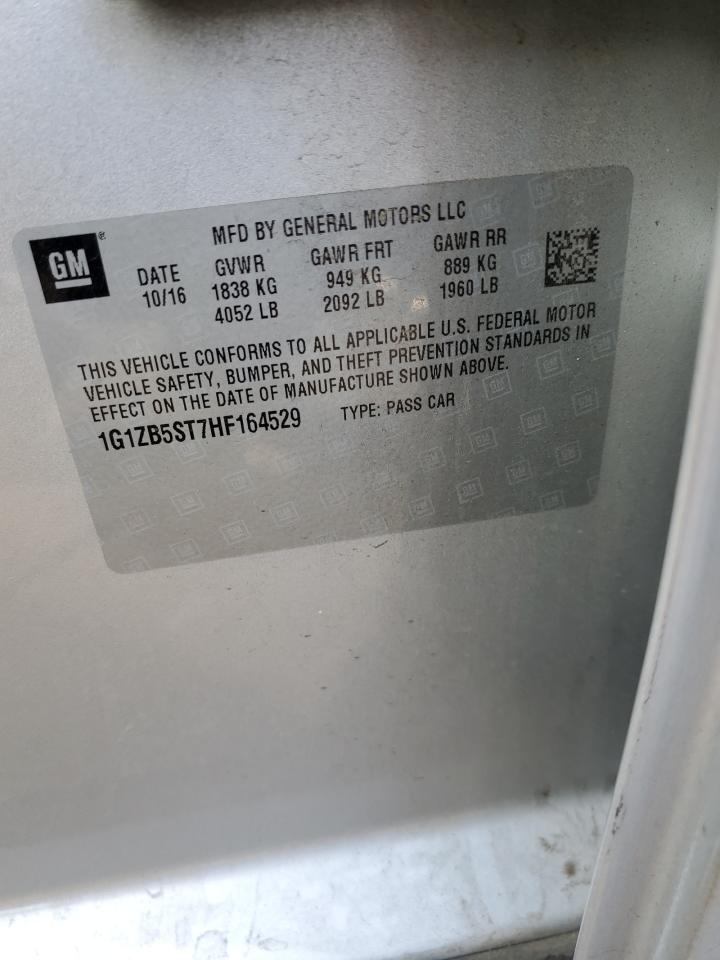 GM ®
MFD BY GENERAL MOTORS LLC
DATE GVWR GAWR FRT GAWR RR
10/16 1838 KG 949 KG 889 KG
4052 LB 2092 LB 1960 LB
THIS VEHICLE CONFORMS TO ALL APPLICABLE U.S. FEDERAL MOTOR
VEHICLE SAFETY, BUMPER, AND THEFT PREVENTION STANDARDS IN
EFFECT ON THE DATE OF MANUFACTURE SHOWN ABOVE.
1G1ZB5ST7HF164529 TYPE: PASS CAR